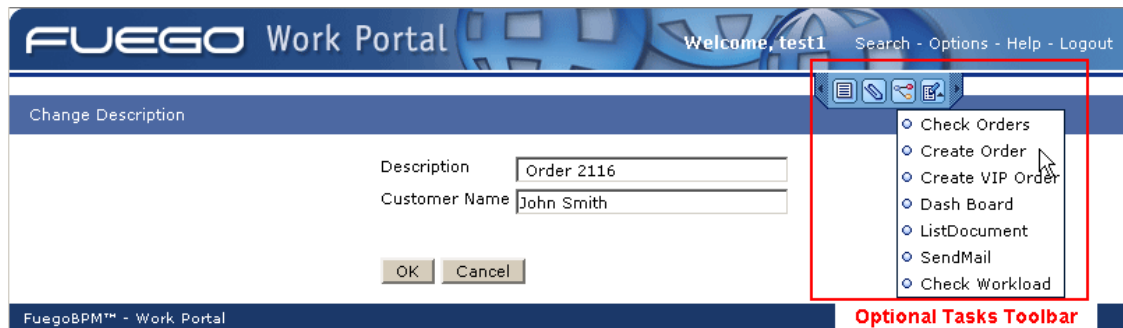 FUEGO Work Portal
Welcome, test1 Search - Options - Help - Logout
Change Description
Check Orders
Create Order
Create VIP Order
Dash Board
ListDocument
SendMail
Check Workload
Description Order 2116
Customer Name John Smith
OK Cancel
FuegoBPM™ - Work Portal
Optional Tasks Toolbar